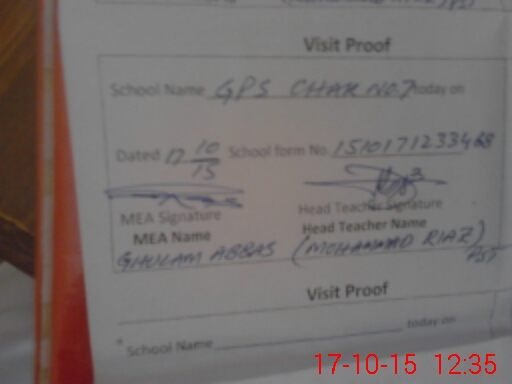 Visit Proof
School Name GPS CHAK NO.7 today on
Dated 17 10/15 School form No. 15101712334
MEA Signature Head Teacher Signature
MEA Name Head Teacher Name
GHULAM ABBAS (MOHAMMAD RIAZ)
PST
Visit Proof
* School Name today on
17-10-15 12:35